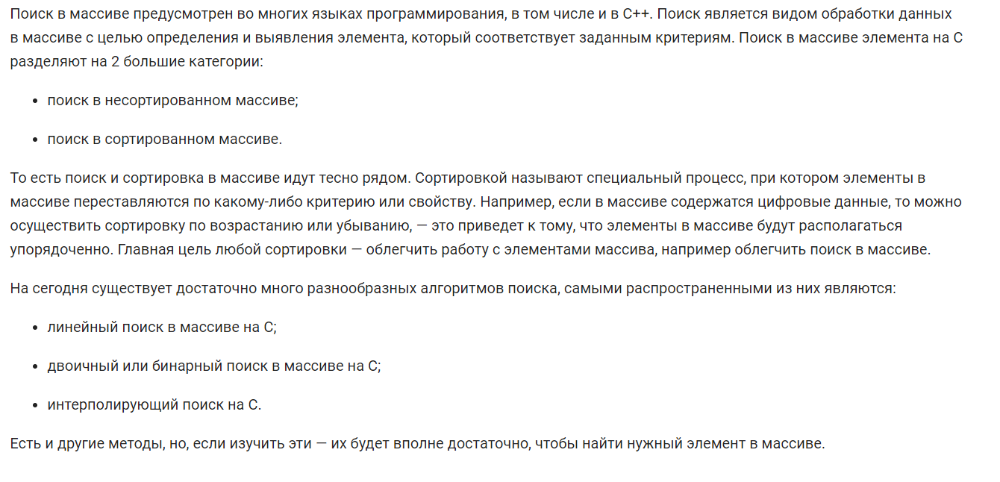 Поиск в массиве предусмотрен во многих языках программирования, в том числе и в C++. Поиск является видом обработки данных
в массиве с целью определения и выявления элемента, который соответствует заданным критериям. Поиск в массиве элемента на C
разделяют на 2 большие категории:
• поиск в несортированном массиве;
• поиск в сортированном массиве.
То есть поиск и сортировка в массиве идут тесно рядом. Сортировкой называют специальный процесс, при котором элементы в
массиве переставляются по какому-либо критерию или свойству. Например, если в массиве содержатся цифровые данные, то можно
осуществить сортировку по возрастанию или убыванию, — это приведет к тому, что элементы в массиве будут располагаться
упорядоченно. Главная цель любой сортировки — облегчить работу с элементами массива, например облегчить поиск в массиве.
На сегодня существует достаточно много разнообразных алгоритмов поиска, самыми распространенными из них являются:
• линейный поиск в массиве на C;
• двоичный или бинарный поиск в массиве на C;
• интерполирующий поиск на C.
Есть и другие методы, но, если изучить эти — их будет вполне достаточно, чтобы найти нужный элемент в массиве.